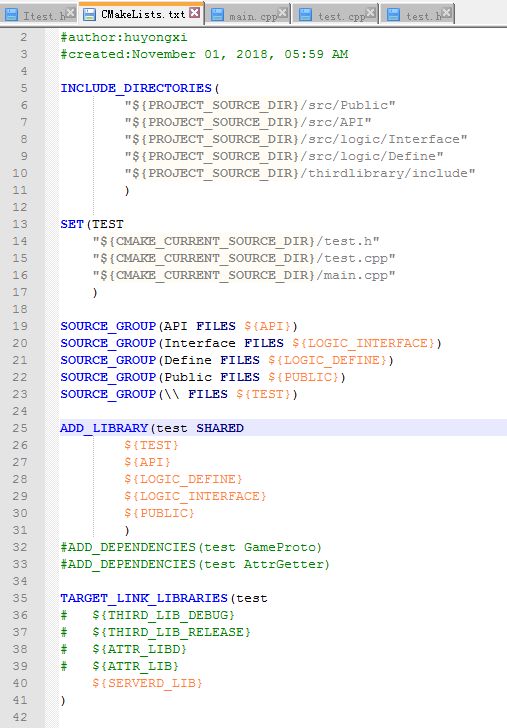 Itest.h CMakeLists.txt main.cpp test.cpp test.h
2 #author:huyongxi
3 #created:November 01, 2018, 05:59 AM
4
5 INCLUDE_DIRECTORIES(
6 "${PROJECT_SOURCE_DIR}/src/Public"
7 "${PROJECT_SOURCE_DIR}/src/API"
8 "${PROJECT_SOURCE_DIR}/src/logic/Interface"
9 "${PROJECT_SOURCE_DIR}/src/logic/Define"
10 "${PROJECT_SOURCE_DIR}/thirdlibrary/include"
11 )
12
13 SET(TEST
14 "${CMAKE_CURRENT_SOURCE_DIR}/test.h"
15 "${CMAKE_CURRENT_SOURCE_DIR}/test.cpp"
16 "${CMAKE_CURRENT_SOURCE_DIR}/main.cpp"
17 )
18
19 SOURCE_GROUP(API FILES ${API})
20 SOURCE_GROUP(Interface FILES ${LOGIC_INTERFACE})
21 SOURCE_GROUP(Define FILES ${LOGIC_DEFINE})
22 SOURCE_GROUP(Public FILES ${PUBLIC})
23 SOURCE_GROUP(\\ FILES ${TEST})
24
25 ADD_LIBRARY(test SHARED
26 ${TEST}
27 ${API}
28 ${LOGIC_DEFINE}
29 ${LOGIC_INTERFACE}
30 ${PUBLIC}
31 )
32 #ADD_DEPENDENCIES(test GameProto)
33 #ADD_DEPENDENCIES(test AttrGetter)
34
35 TARGET_LINK_LIBRARIES(test
36 # ${THIRD_LIB_DEBUG}
37 # ${THIRD_LIB_RELEASE}
38 # ${ATTR_LIBD}
39 # ${ATTR_LIB}
40 ${SERVERD_LIB}
41 )
42